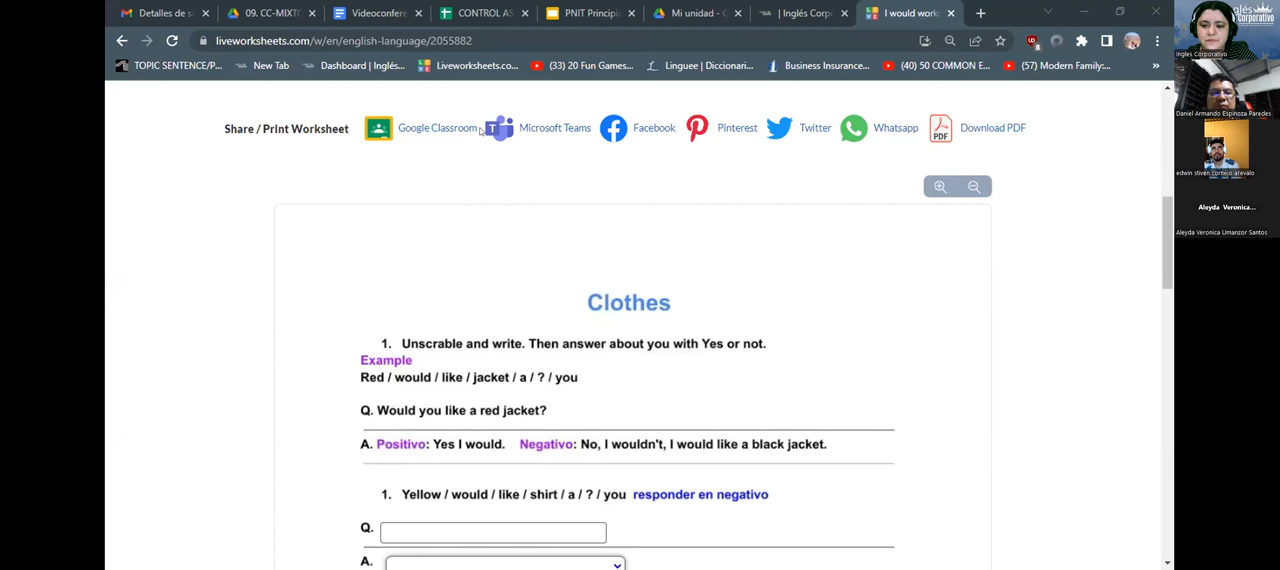 Detalles de s
09. CC-MIXTO
Videoconfere
CONTROL AS
PNIT Principi
Mi unidad - G
| Inglés Corp
I would work
liveworksheets.com/w/en/english-language/2055882
8
TOPIC SENTENCE/P...
New Tab
Dashboard | Inglés...
Liveworksheets.co...
(33) 20 Fun Games...
Linguee | Diccionari...
Business Insurance...
(40) 50 COMMON E...
(57) Modern Family:...
»
Share / Print Worksheet
Google Classroom
Microsoft Teams
Facebook
Pinterest
Twitter
Whatsapp
PDF
Download PDF
Clothes
1. Unscrable and write. Then answer about you with Yes or not.
Example
Red / would / like / jacket / a / ? / you
Q. Would you like a red jacket?
A. Positivo: Yes I would. Negativo: No, I wouldn't, I would like a black jacket.
1. Yellow / would / like / shirt / a / ? / you responder en negativo
Q.
A.
Inglés
Corporativo
Ingles Corporativo
Daniel Armando Espinoza Paredes
edwin stiven cornejo arevalo
Aleyda Veronica...
Aleyda Veronica Umanzor Santos